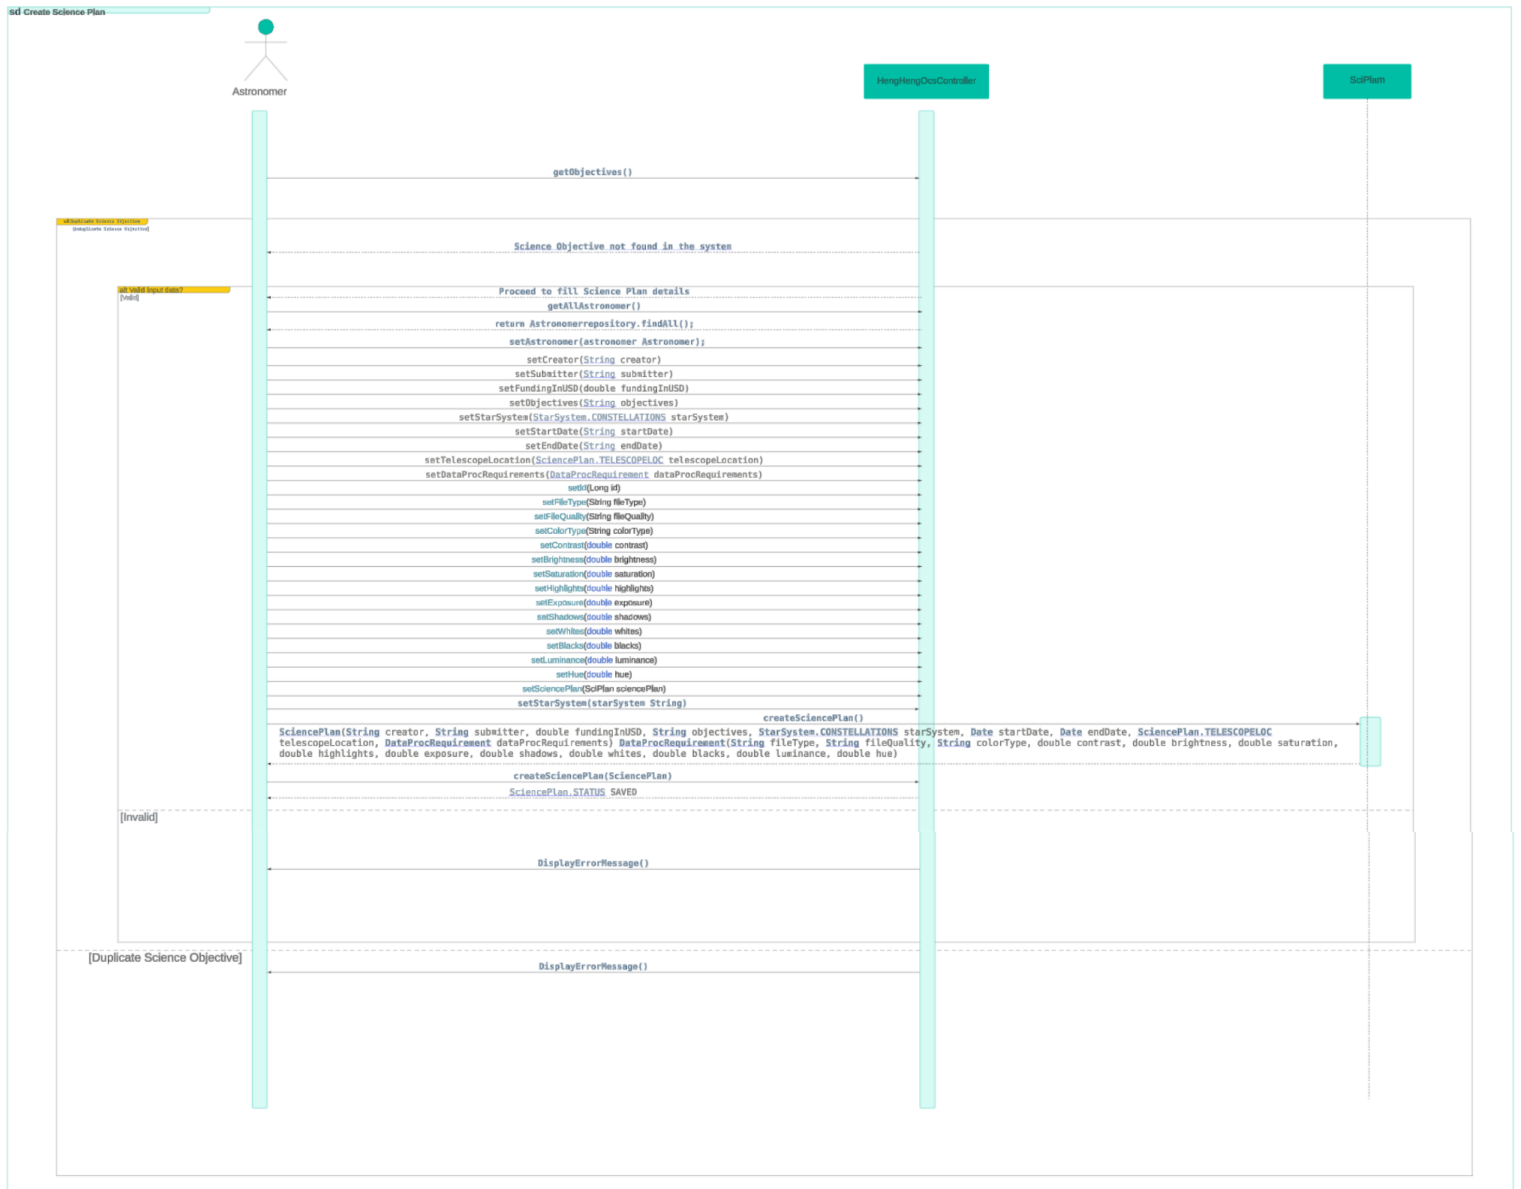 sd Create Science Plan
Astronomer
HengHengOcsController
SciPlam
getObjectives()
Science Objective not found in the system
alt Valid Input data?
[Valid]
Proceed to fill Science Plan details
getAllAstronomer()
return Astronomerrepository.findAll();
setAstronomer(astronomer Astronomer);
setCreator(String creator)
setSubmitter(String submitter)
setFundingInUSD(double fundingInUSD)
setObjectives(String objectives)
setStarSystem(StarSystem.CONSTELLATIONS starSystem)
setStartDate(String startDate)
setEndDate(String endDate)
setTelescopeLocation(SciencePlan.TELESCOPELOC telescopeLocation)
setDataProcRequirements(DataProcRequirement dataProcRequirements)
setId(Long id)
setFileType(String fileType)
setFileQuality(String fileQuality)
setColorType(String colorType)
setContrast(double contrast)
setBrightness(double brightness)
setSaturation(double saturation)
setHighlights(double highlights)
setExposure(double exposure)
setShadows(double shadows)
setWhites(double whites)
setBlacks(double blacks)
setLuminance(double luminance)
setHue(double hue)
setSciencePlan(SciPlan sciencePlan)
setStarSystem(starSystem String)
createSciencePlan()
SciencePlan(String creator, String submitter, double fundingInUSD, String objectives, StarSystem.CONSTELLATIONS starSystem, Date startDate, Date endDate, SciencePlan.TELESCOPELOC
telescopeLocation, DataProcRequirement dataProcRequirements) DataProcRequirement(String fileType, String fileQuality, String colorType, double contrast, double brightness, double saturation,
double highlights, double exposure, double shadows, double whites, double blacks, double luminance, double hue)
createSciencePlan(SciencePlan)
SciencePlan.STATUS SAVED
[Invalid]
DisplayErrorMessage()
[Duplicate Science Objective]
DisplayErrorMessage()